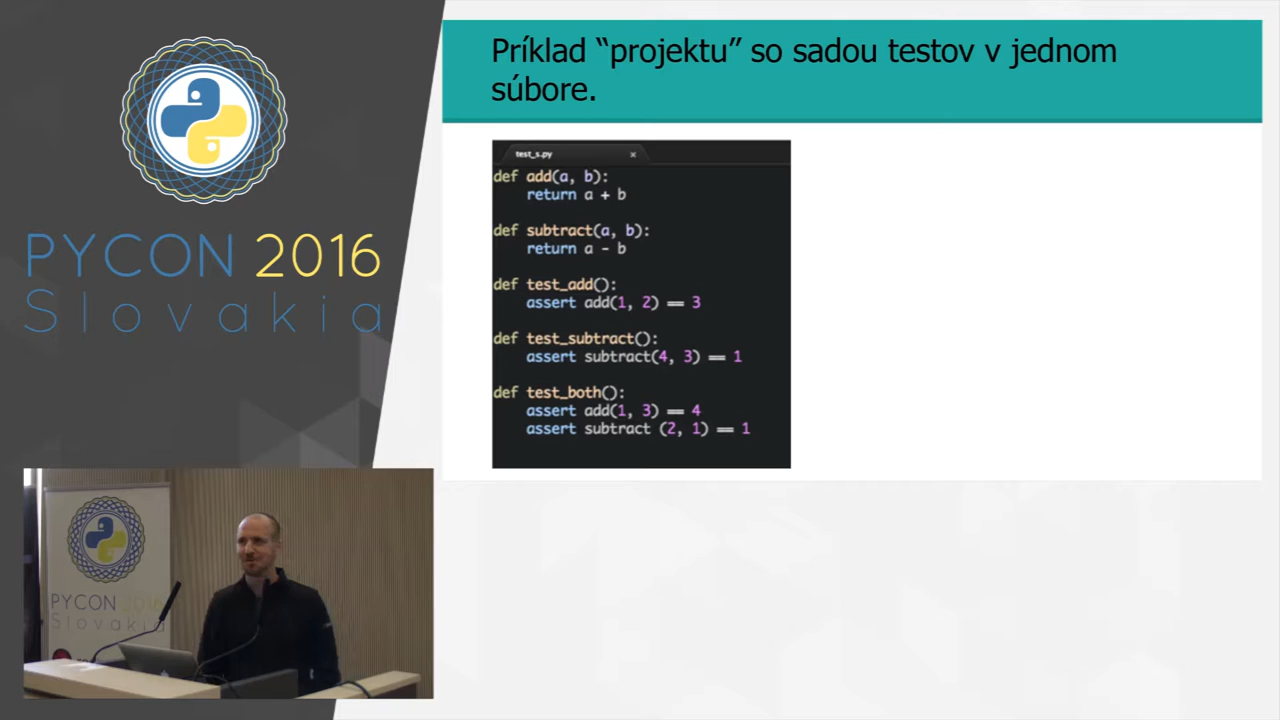 PYCON 2016
Slovakia
Príklad “projektu” so sadou testov v jednom
súbore.
test_s.py
def add(a, b):
return a + b
def subtract(a, b):
return a - b
def test_add():
assert add(1, 2) == 3
def test_subtract():
assert subtract(4, 3) == 1
def test_both():
assert add(1, 3) == 4
assert subtract (2, 1) == 1
PYCON 2016
Slovakia